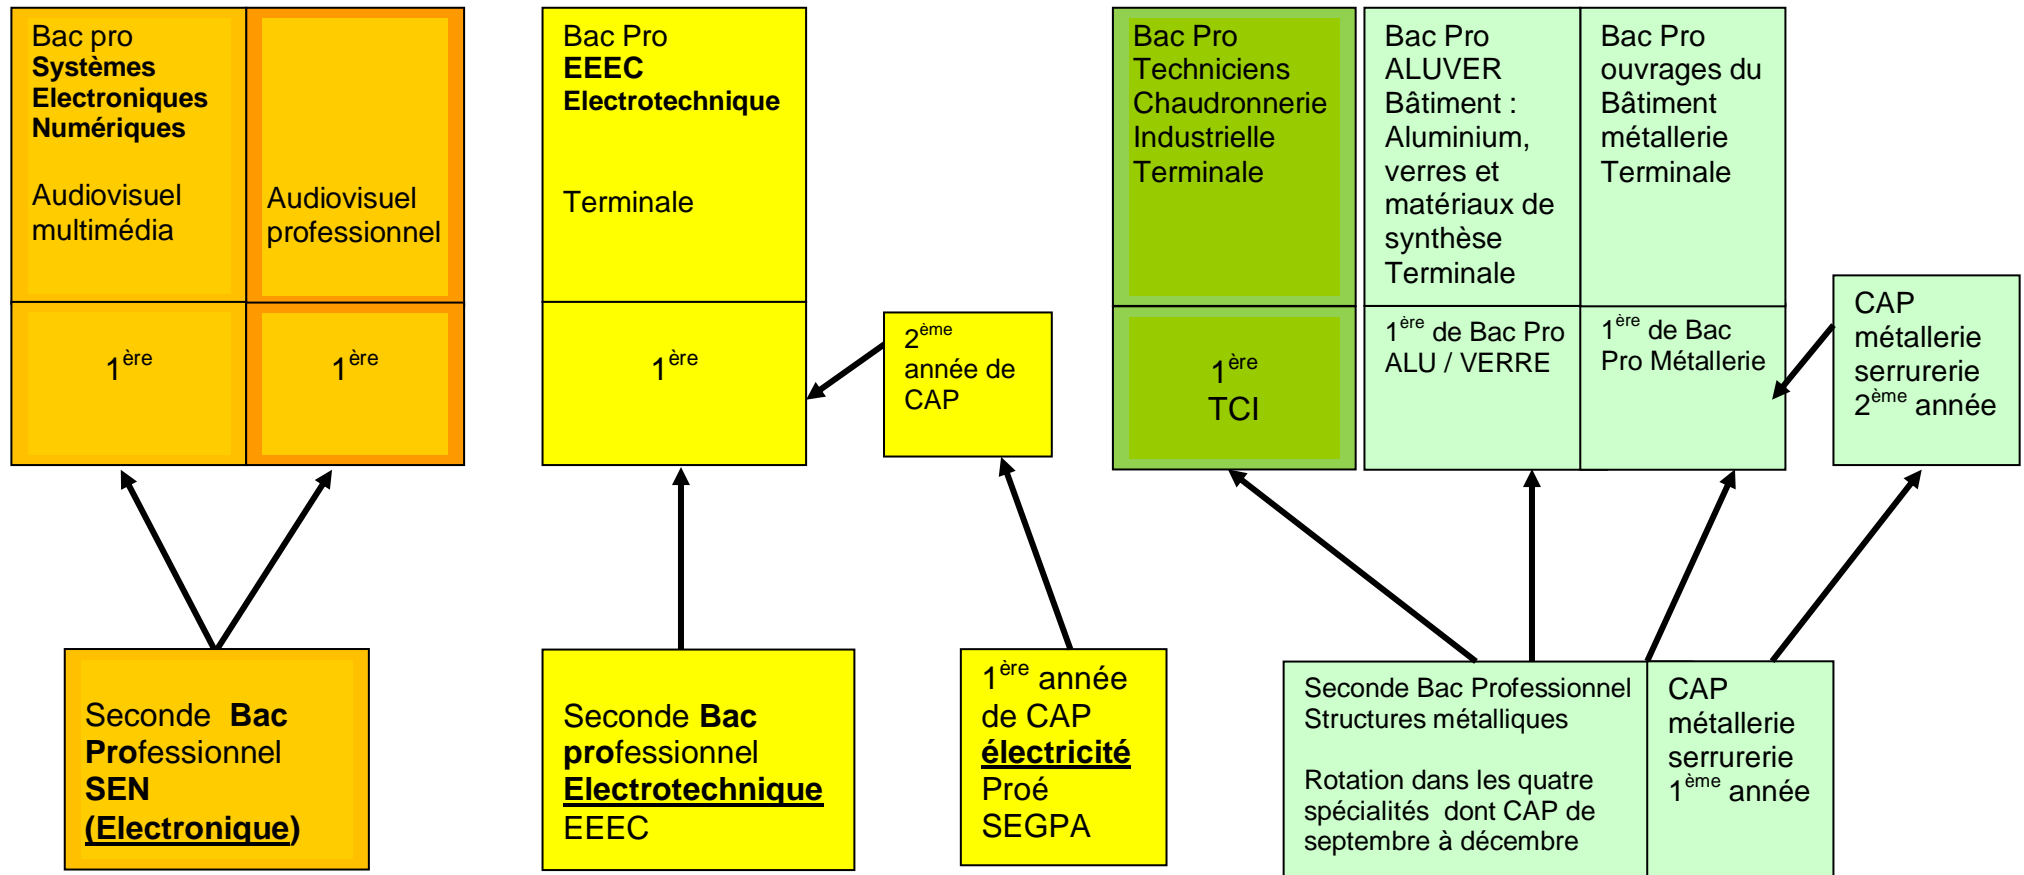 Bac pro
Systèmes
Electroniques
Numériques
Audiovisuel
multimédia
Audiovisuel
professionnel
1ère
1ère
Bac Pro
EEEC
Electrotechnique
Terminale
1ère
2ème
année de
CAP
Bac Pro
Techniciens
Chaudronnerie
Industrielle
Terminale
1ère
TCI
Bac Pro
ALUVER
Bâtiment :
Aluminium,
verres et
matériaux de
synthèse
Terminale
1ère de Bac Pro
ALU / VERRE
Bac Pro
ouvrages du
Bâtiment
métallerie
Terminale
1ère de Bac
Pro Métallerie
CAP
métallerie
serrurerie
2ème année
Seconde Bac
Professionnel
SEN
(Electronique)
Seconde Bac
professionnel
Electrotechnique
EEEC
1ère année
de CAP
électricité
Proé
SEGPA
Seconde Bac Professionnel
Structures métalliques
Rotation dans les quatre
spécialités dont CAP de
septembre à décembre
CAP
métallerie
serrurerie
1ème année